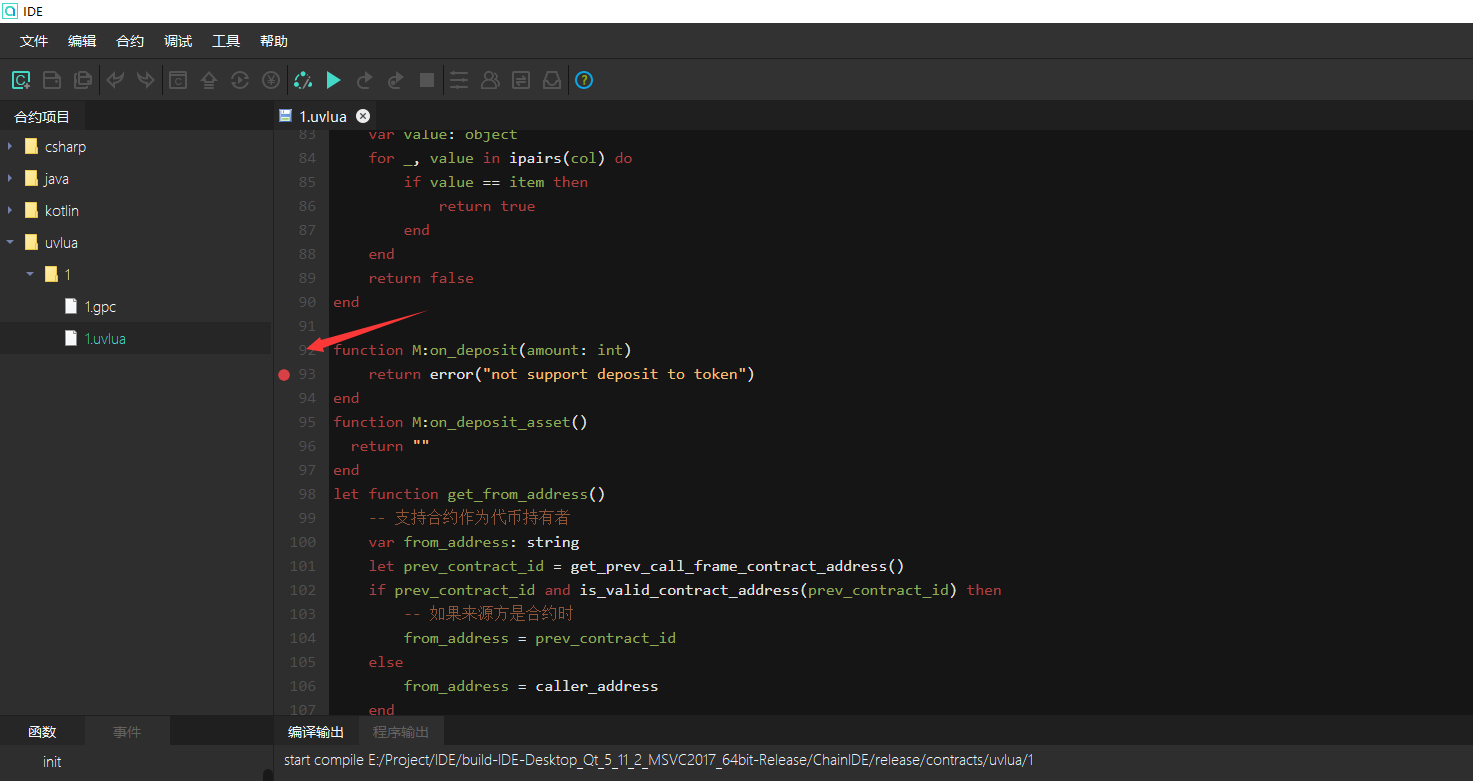 IDE
文件 编辑 合约 调试 工具 帮助
合约项目
csharp
java
kotlin
uvlua
1
1.gpc
1.uvlua
1.uvlua
83 var value: object
84 for _, value in ipairs(col) do
85 if value == item then
86 return true
87 end
88 end
89 return false
90 end
91
92 function M:on_deposit(amount: int)
93 return error("not support deposit to token")
94 end
95 function M:on_deposit_asset()
96 return ""
97 end
98 let function get_from_address()
99 -- 支持合约作为代币持有者
100 var from_address: string
101 let prev_contract_id = get_prev_call_frame_contract_address()
102 if prev_contract_id and is_valid_contract_address(prev_contract_id) then
103 -- 如果来源方是合约时
104 from_address = prev_contract_id
105 else
106 from_address = caller_address
107 end
函数 事件
init
编译输出 程序输出
start compile E:/Project/IDE/build-IDE-Desktop_Qt_5_11_2_MSVC2017_64bit-Release/ChainIDE/release/contracts/uvlua/1